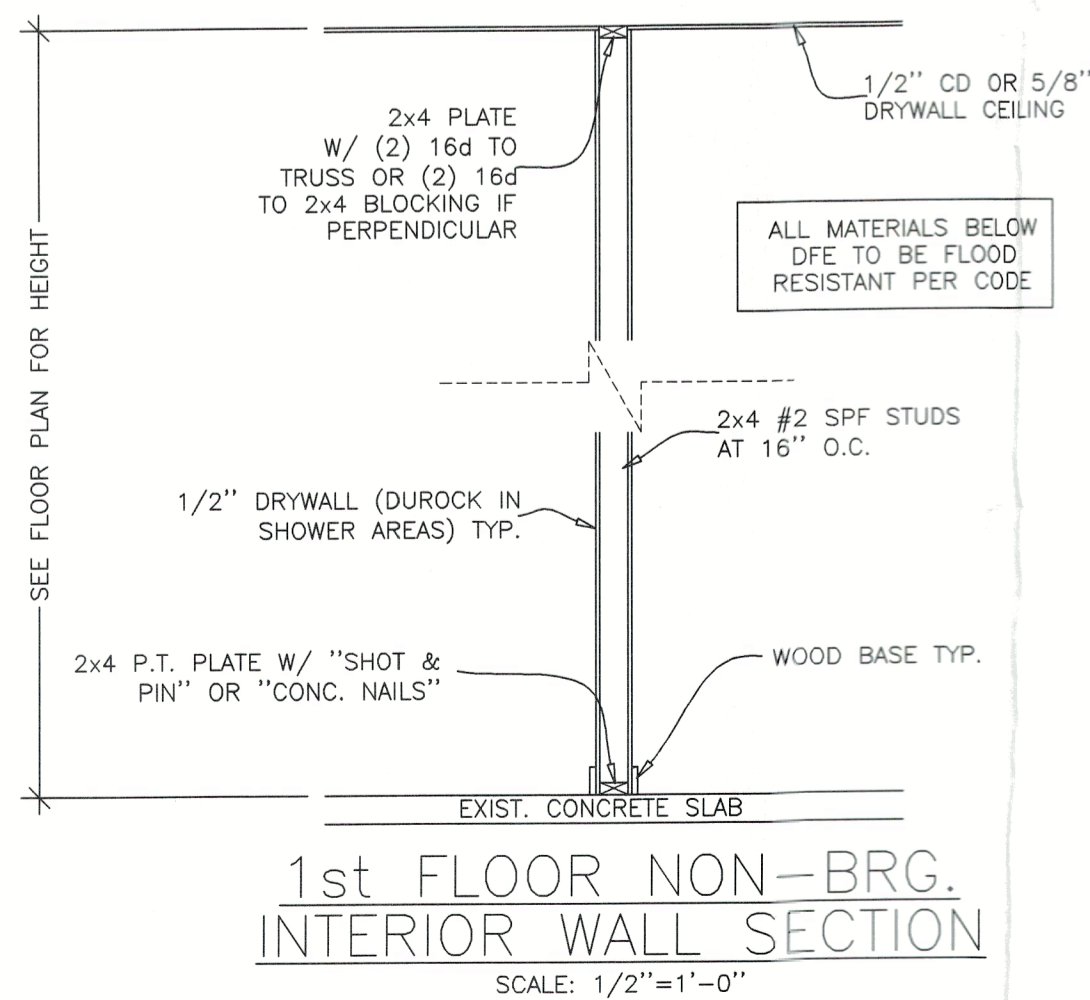 1/2" CD OR 5/8"
DRYWALL CEILING
2x4 PLATE
W/ (2) 16d TO
TRUSS OR (2) 16d
TO 2x4 BLOCKING IF
PERPENDICULAR
ALL MATERIALS BELOW
DFE TO BE FLOOD
RESISTANT PER CODE
SEE FLOOR PLAN FOR HEIGHT
2x4 #2 SPF STUDS
AT 16" O.C.
1/2" DRYWALL (DUROCK IN
SHOWER AREAS) TYP.
2x4 P.T. PLATE W/ "SHOT &
PIN" OR "CONC. NAILS"
WOOD BASE TYP.
EXIST. CONCRETE SLAB
1st FLOOR NON-BRG.
INTERIOR WALL SECTION
SCALE: 1/2"=1'-0"